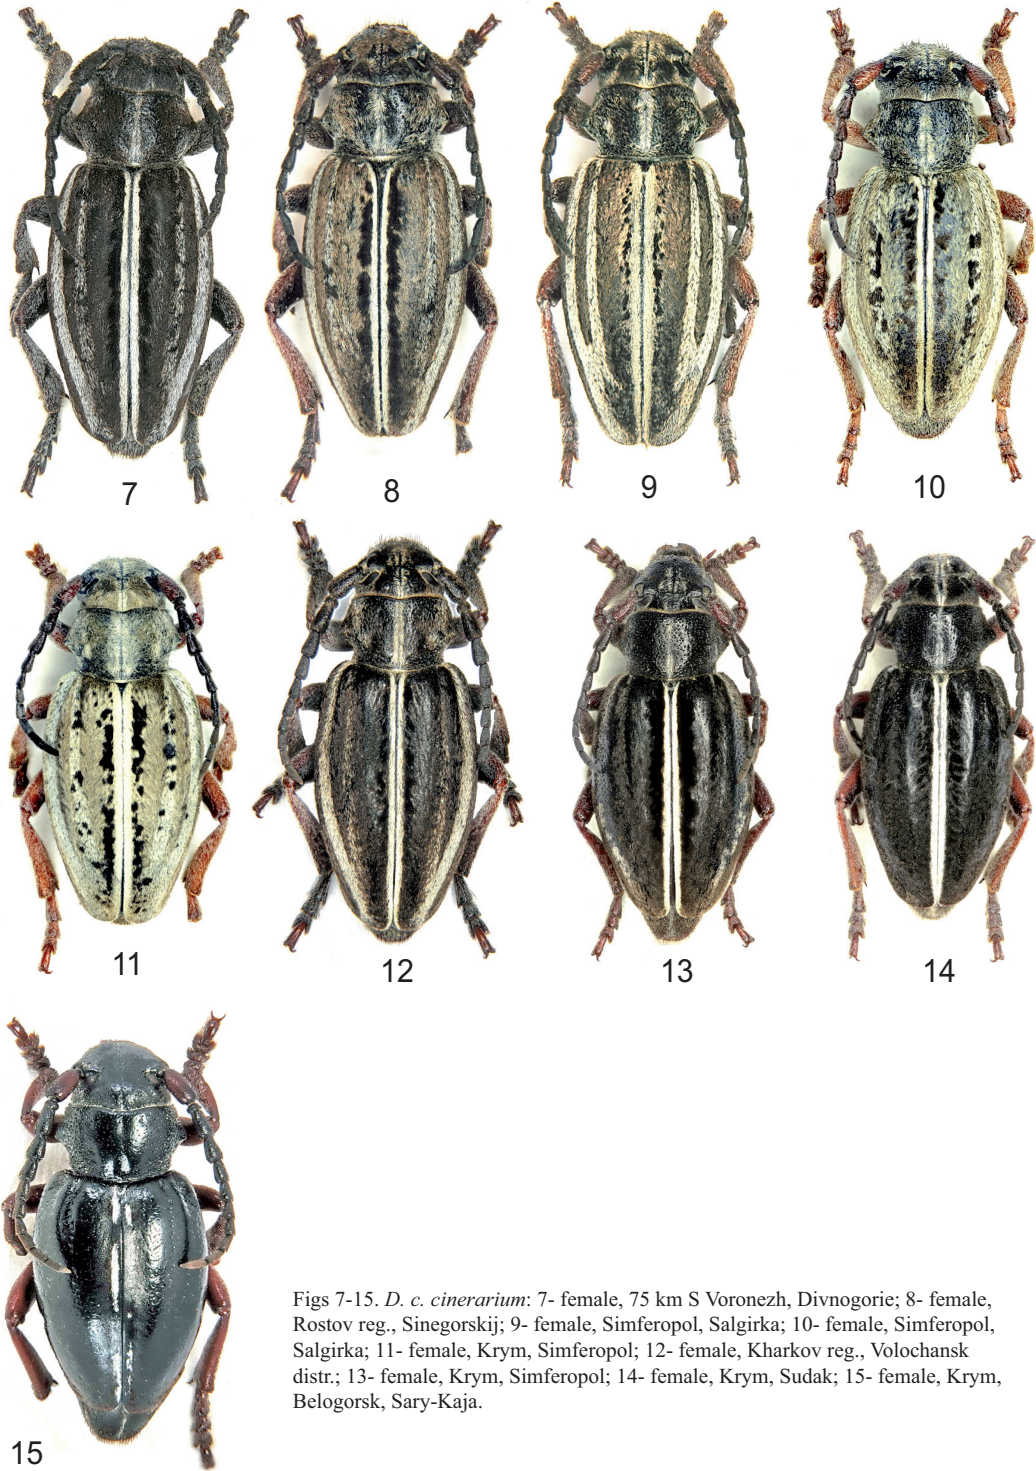 7
8
9
10
11
12
13
14
15
Figs 7-15. D. c. cinerarium: 7- female, 75 km S Voronezh, Divnogorie; 8- female,
Rostov reg., Sinegorskij; 9- female, Simferopol, Salgirka; 10- female, Simferopol,
Salgirka; 11- female, Krym, Simferopol; 12- female, Kharkov reg., Volochansk
distr.; 13- female, Krym, Simferopol; 14- female, Krym, Sudak; 15- female, Krym,
Belogorsk, Sary-Kaja.